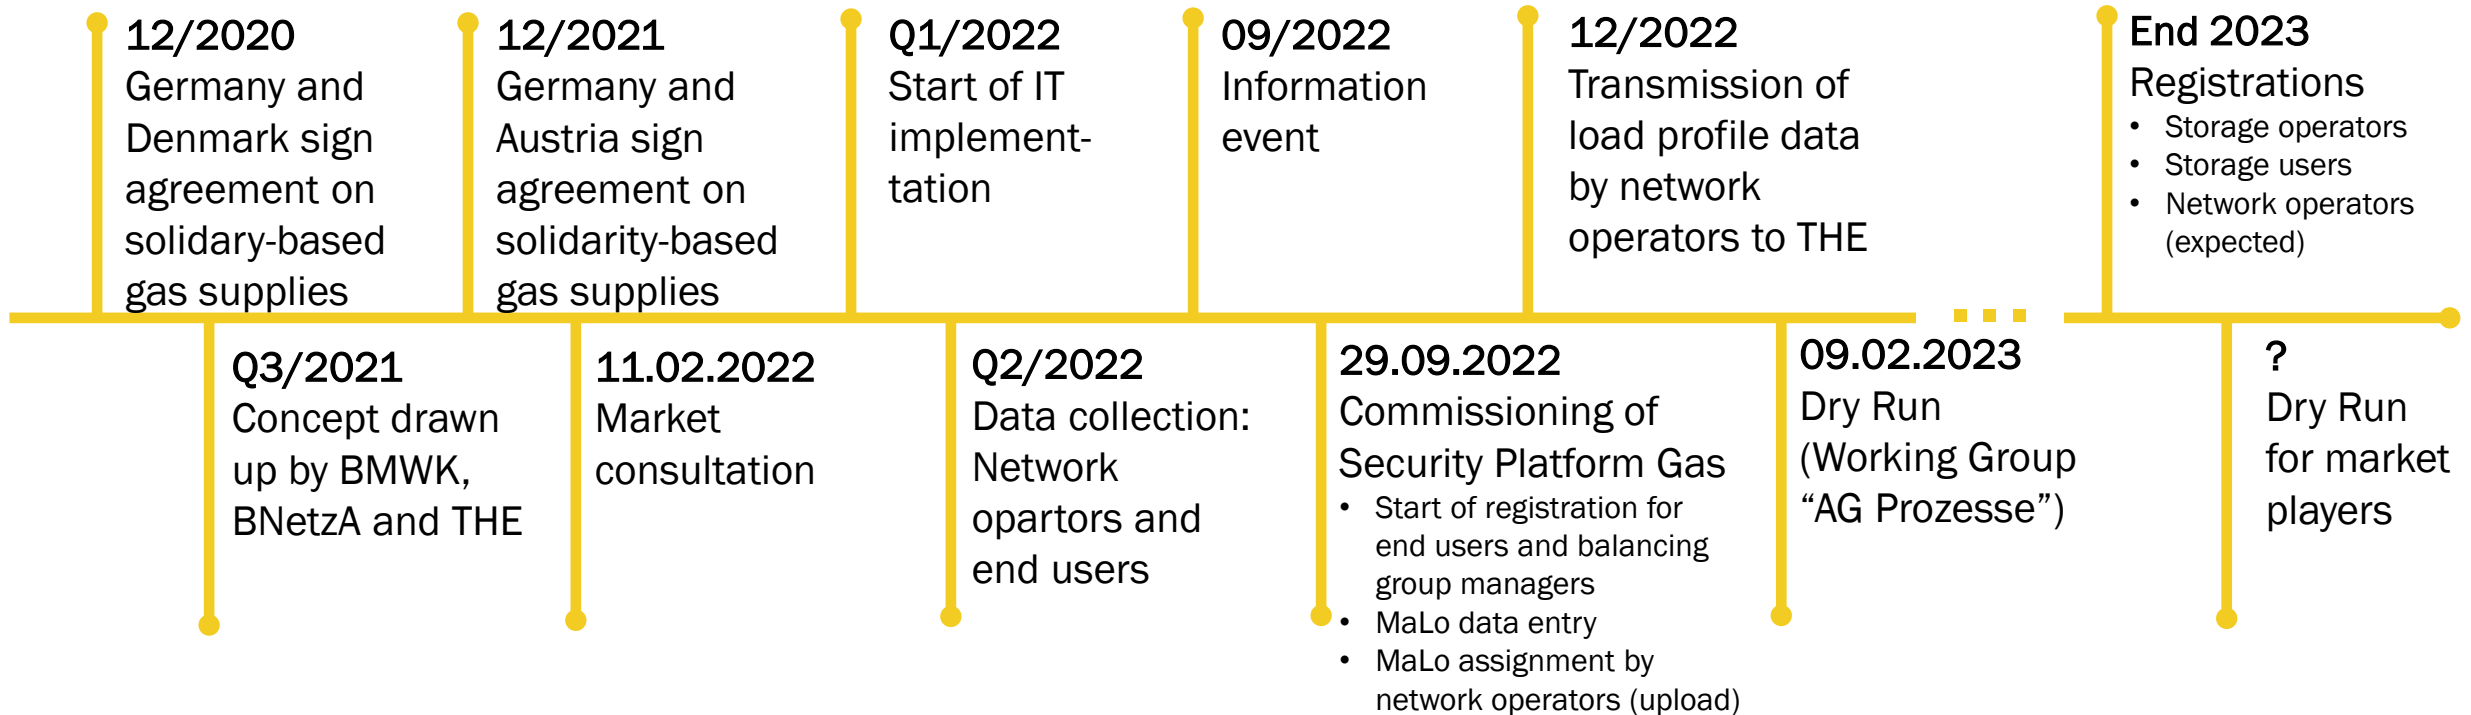 12/2020
Germany and
Denmark sign
agreement on
solidary-based
gas supplies
12/2021
Germany and
Austria sign
agreement on
solidarity-based
gas supplies
Q1/2022
Start of IT
implement-
tation
09/2022
Information
event
12/2022
Transmission of
load profile data
by network
operators to THE
End 2023
Registrations
• Storage operators
• Storage users
• Network operators
(expected)
Q3/2021
Concept drawn
up by BMWK,
BNetzA and THE
11.02.2022
Market
consultation
Q2/2022
Data collection:
Network
opartors and
end users
29.09.2022
Commissioning of
Security Platform Gas
• Start of registration for
end users and balancing
group managers
• MaLo data entry
• MaLo assignment by
network operators (upload)
09.02.2023
Dry Run
(Working Group
“AG Prozesse”)
?
Dry Run
for market
players